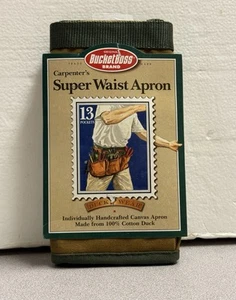 BucketBoss
BRAND
Carpenter's
Super Waist Apron
13
POCKETS
Individually Handcrafted Canvas Apron
Made from 100% Cotton Duck